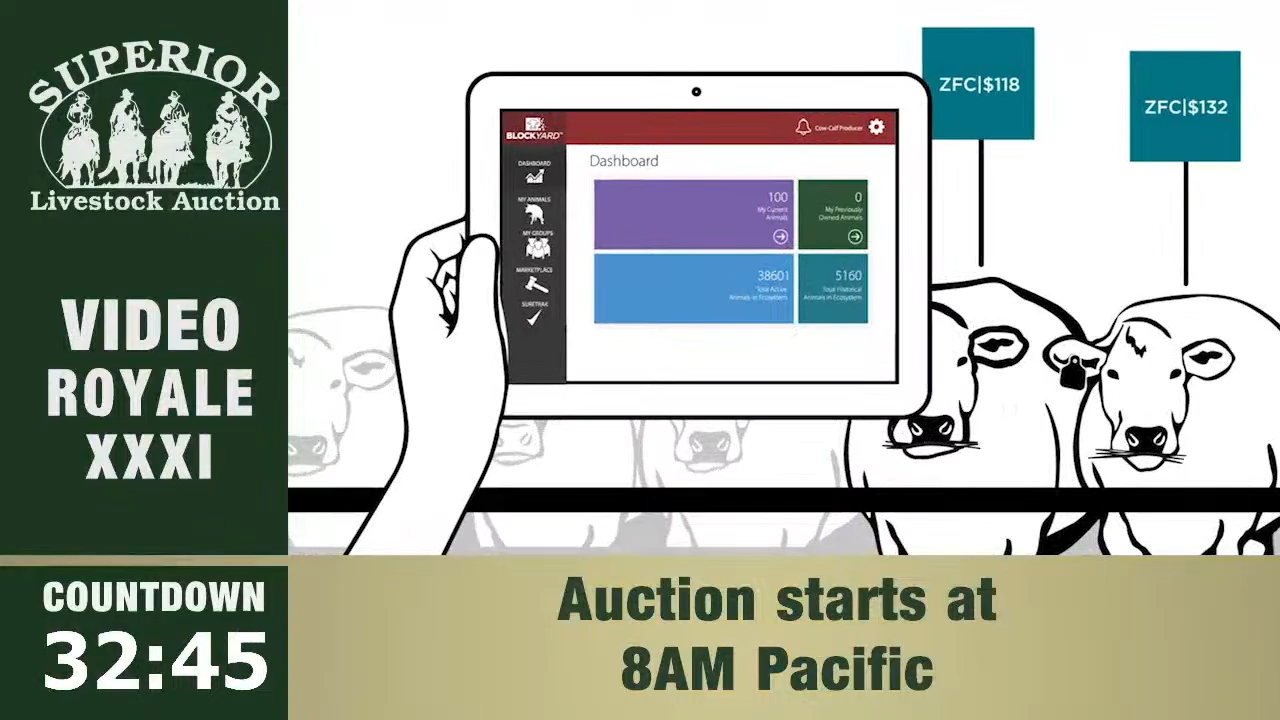 SUPERIOR
Livestock Auction
VIDEO
ROYALE
XXXI
COUNTDOWN
32:45
Auction starts at
8AM Pacific
BLOCKYARD™
Cow-Calf Producer
DASHBOARD
MY ANIMALS
MY GROUPS
MARKETPLACE
SURETRAK
Dashboard
100
My Current
Animals
0
My Previously
Owned Animals
38601
Total Active
Animals in Ecosystem
5160
Total Historical
Animals in Ecosystem
ZFC|$118
ZFC|$132